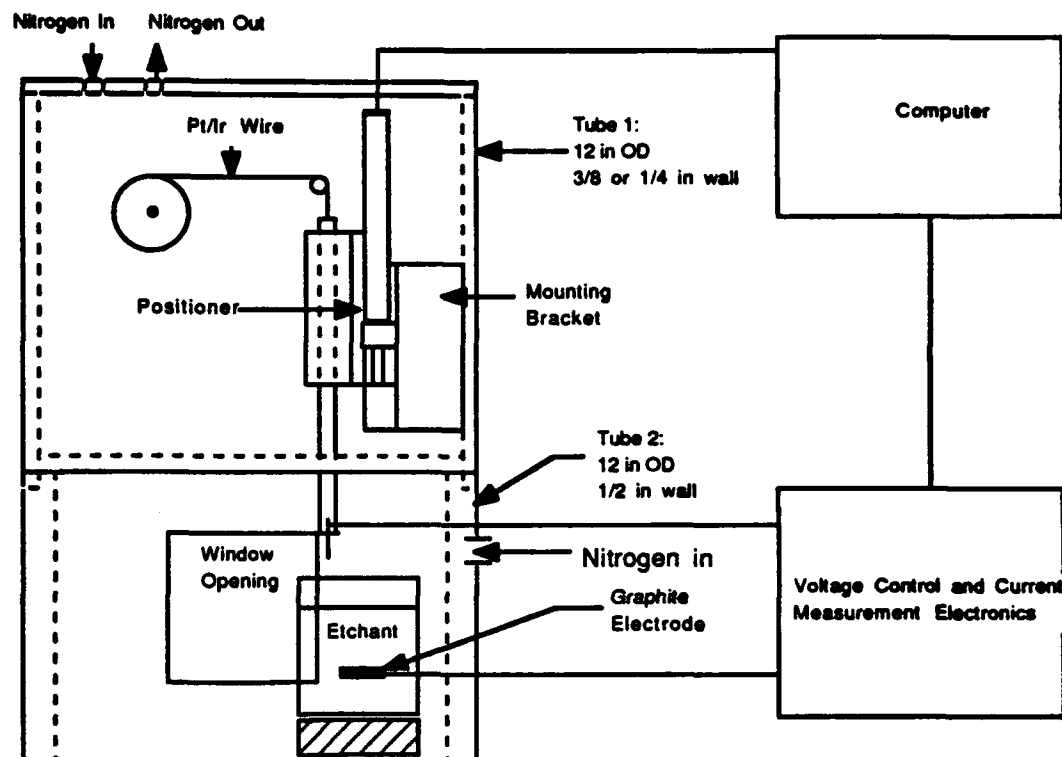 Nitrogen In
Nitrogen Out
Pt/Ir Wire
Tube 1:
12 in OD
3/8 or 1/4 in wall
Computer
Positioner
Mounting
Bracket
Tube 2:
12 in OD
1/2 in wall
Window
Opening
Nitrogen in
Etchant
Graphite
Electrode
Voltage Control and Current
Measurement Electronics